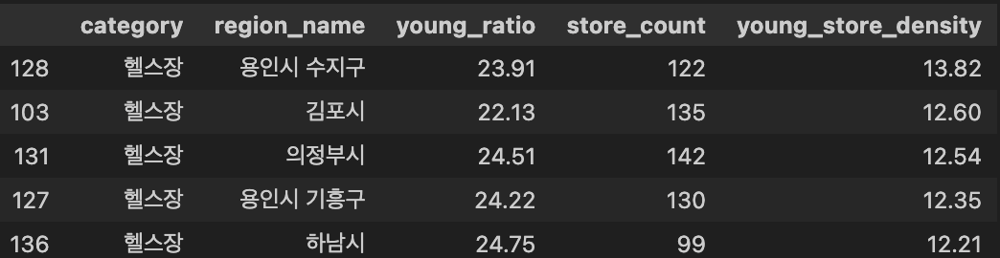 category region_name young_ratio store_count young_store_density
128 헬스장 용인시 수지구 23.91 122 13.82
103 헬스장 김포시 22.13 135 12.60
131 헬스장 의정부시 24.51 142 12.54
127 헬스장 용인시 기흥구 24.22 130 12.35
136 헬스장 하남시 24.75 99 12.21